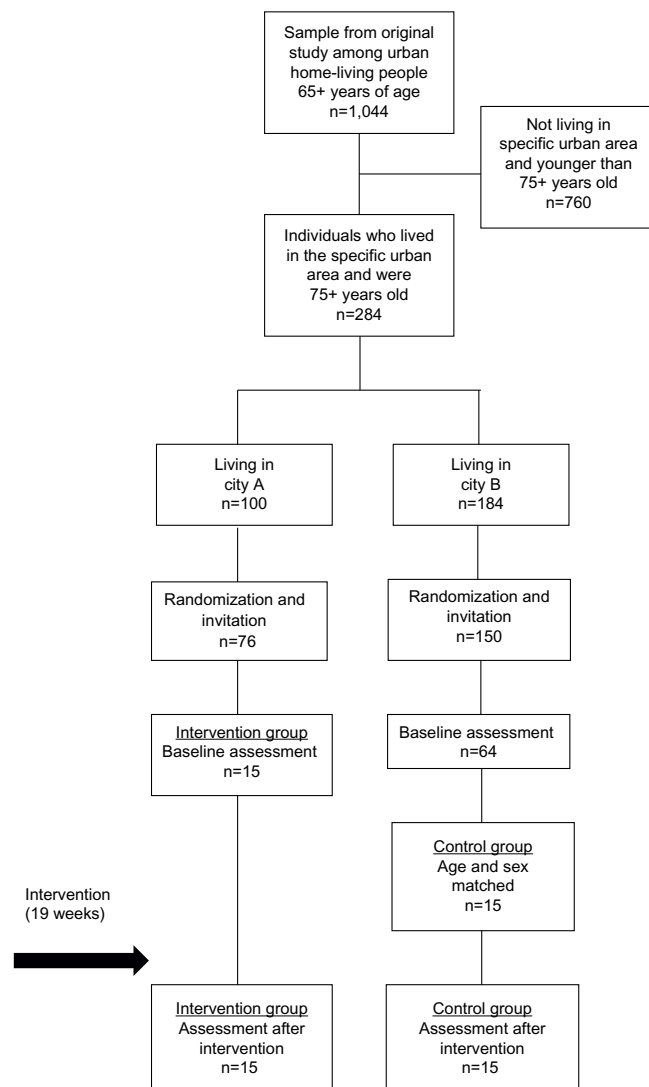 Sample from original
study among urban
home-living people
65+ years of age
n=1,044
Not living in
specific urban area
and younger than
75+ years old
n=760
Individuals who lived
in the specific urban
area and were
75+ years old
n=284
Living in
city A
n=100
Living in
city B
n=184
Randomization and
invitation
n=76
Randomization and
invitation
n=150
Intervention group
Baseline assessment
n=15
Baseline assessment
n=64
Control group
Age and sex
matched
n=15
Intervention
(19 weeks)
Intervention group
Assessment after
intervention
n=15
Control group
Assessment after
intervention
n=15